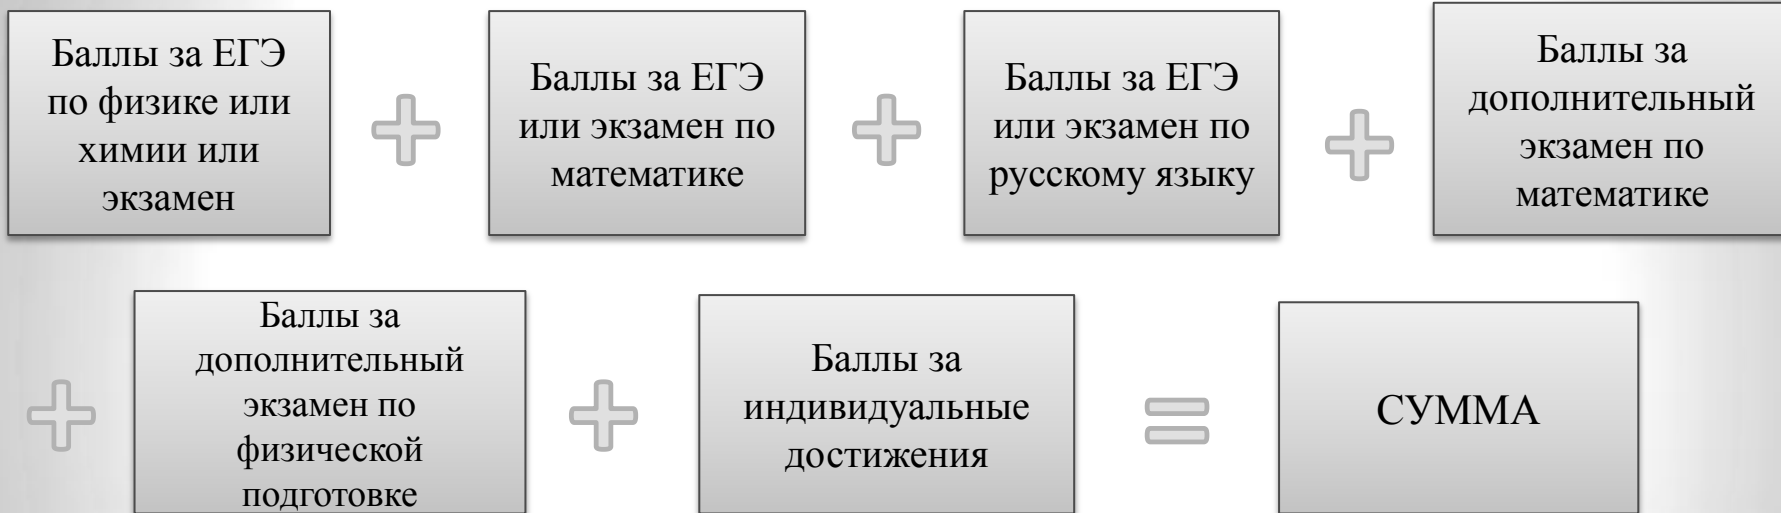 Баллы за ЕГЭ
по физике или
химии или
экзамен
Баллы за ЕГЭ
или экзамен по
математике
Баллы за ЕГЭ
или экзамен по
русскому языку
Баллы за
дополнительный
экзамен по
математике
Баллы за
дополнительный
экзамен по
физической
подготовке
Баллы за
индивидуальные
достижения
СУММА